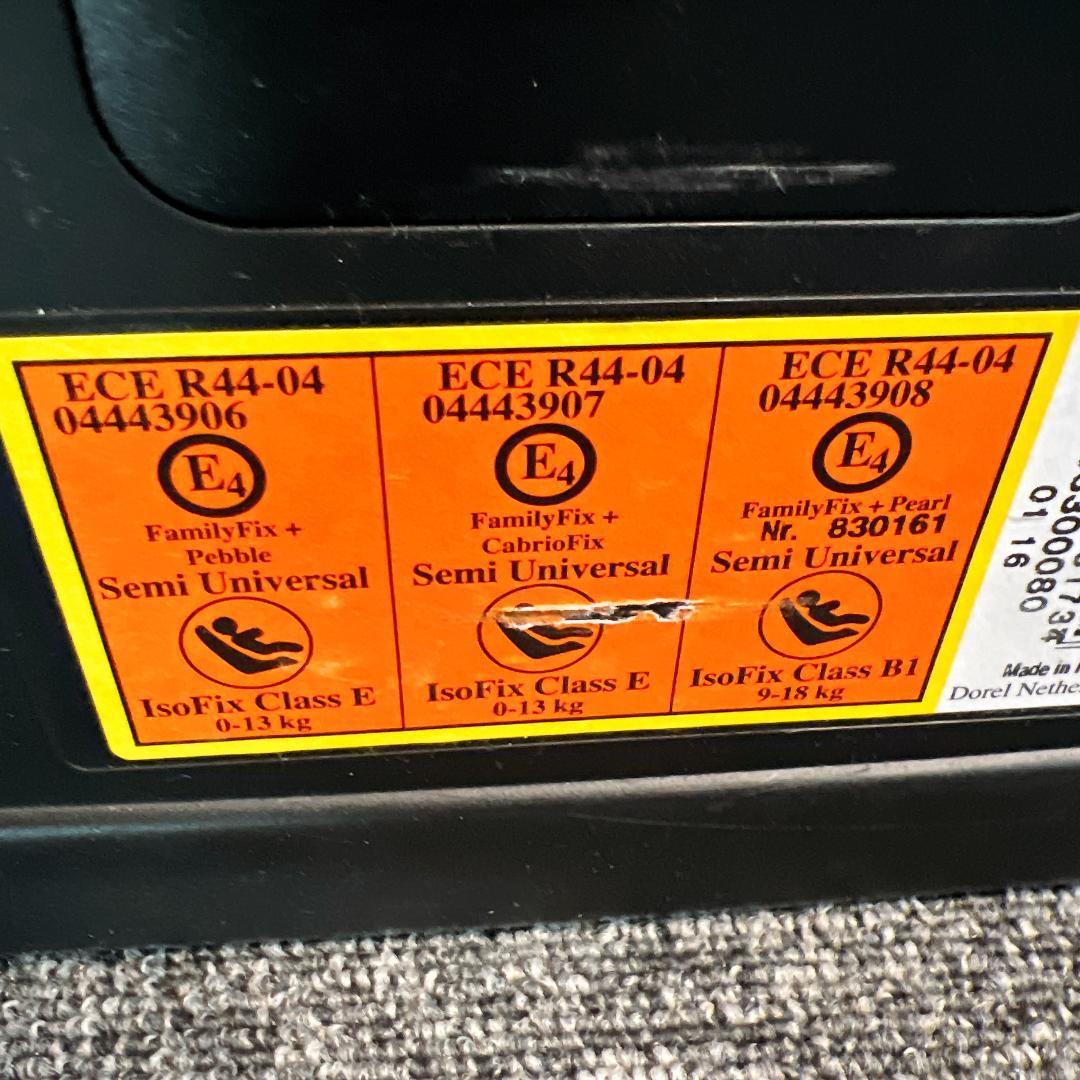 ECE R44-04
04443906
E4
FamilyFix +
Pebble
Semi Universal
IsoFix Class E
0-13 kg
ECE R44-04
04443907
E4
FamilyFix +
CabrioFix
Semi Universal
IsoFix Class E
0-13 kg
ECE R44-04
04443908
E4
FamilyFix + Pearl
Nr. 830161
Semi Universal
IsoFix Class B1
9-18 kg
01 16
Made in
Dorel